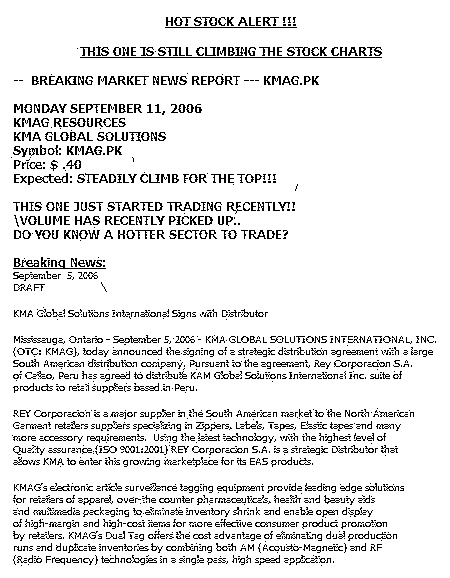 HOT STOCK ALERT !!!
THIS ONE IS STILL CLIMBING THE STOCK CHARTS
-- BREAKING MARKET NEWS REPORT --- KMAG.PK
MONDAY SEPTEMBER 11, 2006
KMAG RESOURCES
KMA GLOBAL SOLUTIONS
Symbol: KMAG.PK
Price: $ .40
Expected: STEADILY CLIMB FOR THE TOP!!!
THIS ONE JUST STARTED TRADING RECENTLY!!
\VOLUME HAS RECENTLY PICKED UP..
DO YOU KNOW A HOTTER SECTOR TO TRADE?
Breaking News:
September 5, 2006
DRAFT
KMA Global Solutions International Signs with Distributor
Mississauga, Ontario - September 5, 2006 - KMA GLOBAL SOLUTIONS INTERNATIONAL, INC.
(OTC: KMAG), today announced the signing of a strategic distribution agreement with a large
South American distribution company. Pursuant to the agreement, Rey Corporacion S.A.
of Callao, Peru has agreed to distribute KAM Global Solutions International Inc. suite of
products to retail suppliers based in Peru.
REY Corporacion is a major supplier in the South American market to the North American
Garment retailers suppliers specializing in Zippers, Labels, Tapes, Elastic tapes and many
more accessory requirements. Using the latest technology, with the highest level of
Quality assurance.(ISO 9001:2001) REY Corporacion S.A. is a strategic Distributor that
allows KMA to enter this growing marketplace for its EAS products.
KMAG's electronic article surveillance tagging equipment provide leading edge solutions
for retailers of apparel, over-the counter pharmaceuticals, health and beauty aids
and multimedia packaging to eliminate inventory shrink and enable open display
of high-margin and high-cost items for more effective consumer product promotion
by retailers. KMAG's Dual Tag offers the cost advantage of eliminating dual production
runs and duplicate inventories by combining both AM (Acousto-Magnetic) and RF
(Radio Frequency) technologies in a single pass, high speed application.